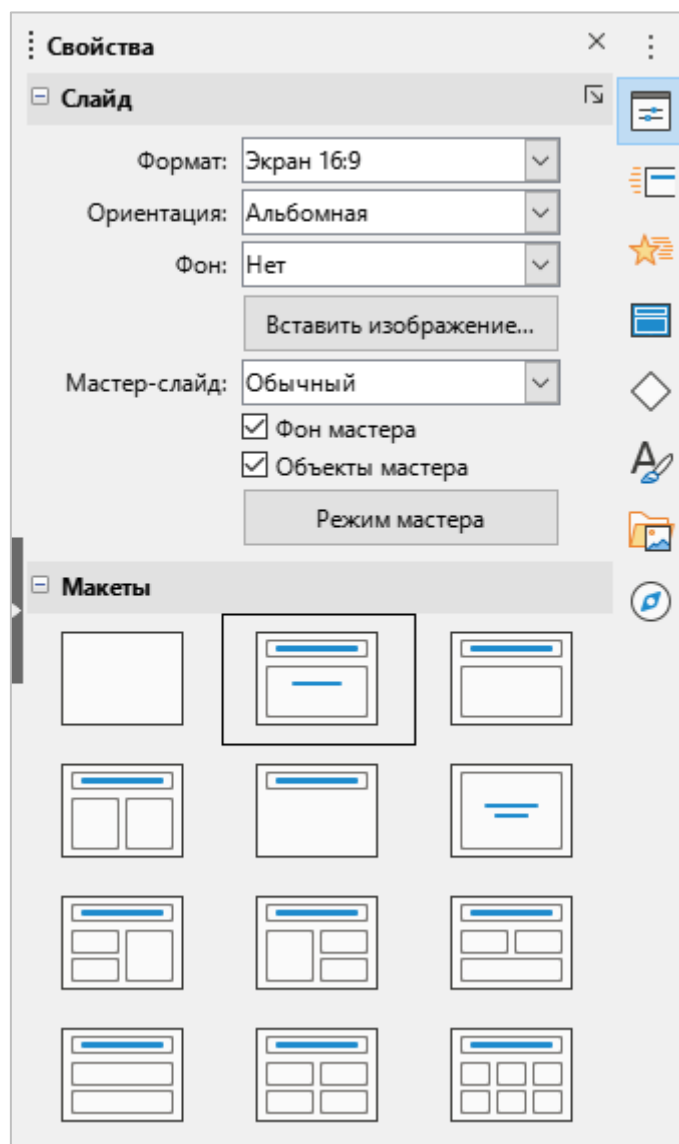 Свойства
Слайд
Формат: Экран 16:9
Ориентация: Альбомная
Фон: Нет
Вставить изображение...
Мастер-слайд: Обычный
Фон мастера
Объекты мастера
Режим мастера
Макеты